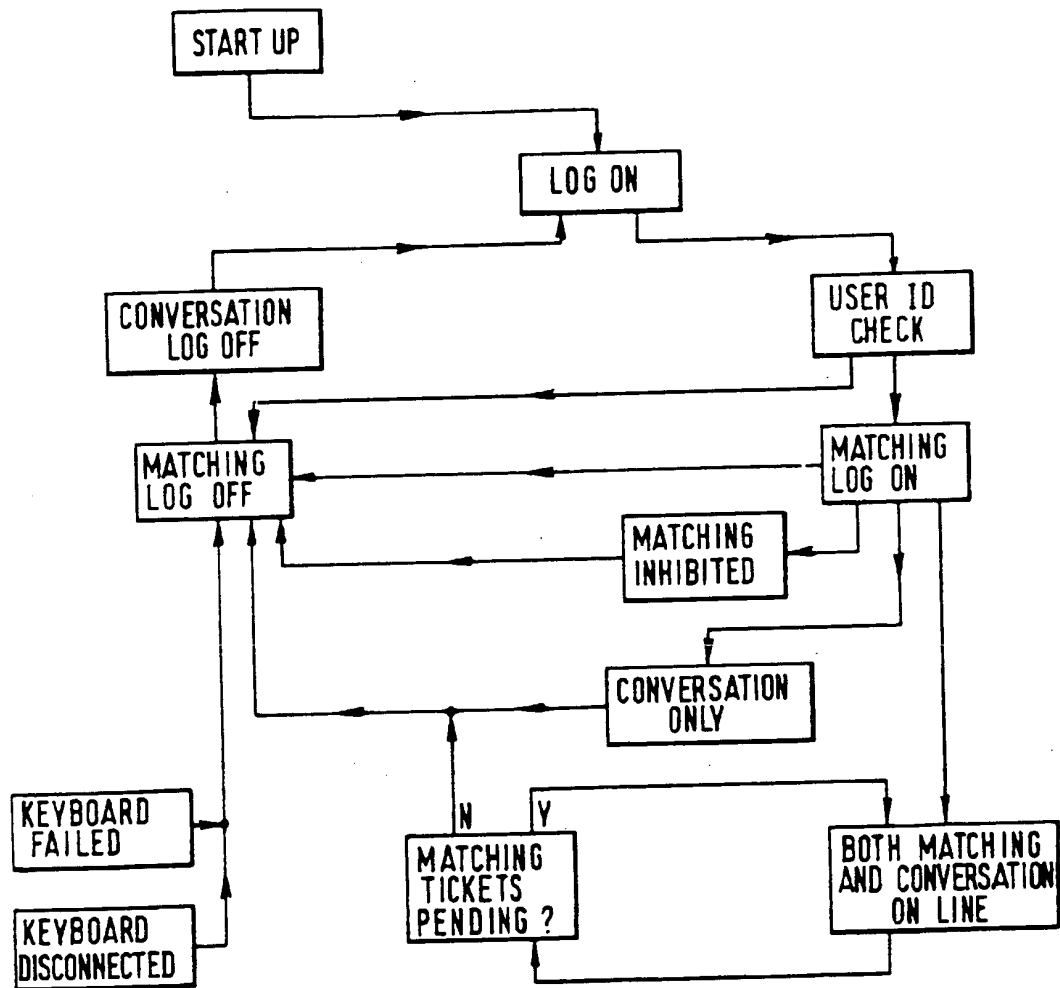 START UP
LOG ON
USER ID
CHECK
CONVERSATION
LOG OFF
MATCHING
LOG OFF
MATCHING
LOG ON
MATCHING
INHIBITED
CONVERSATION
ONLY
KEYBOARD
FAILED
N
Y
MATCHING
TICKETS
PENDING ?
BOTH MATCHING
AND CONVERSATION
ON LINE
KEYBOARD
DISCONNECTED